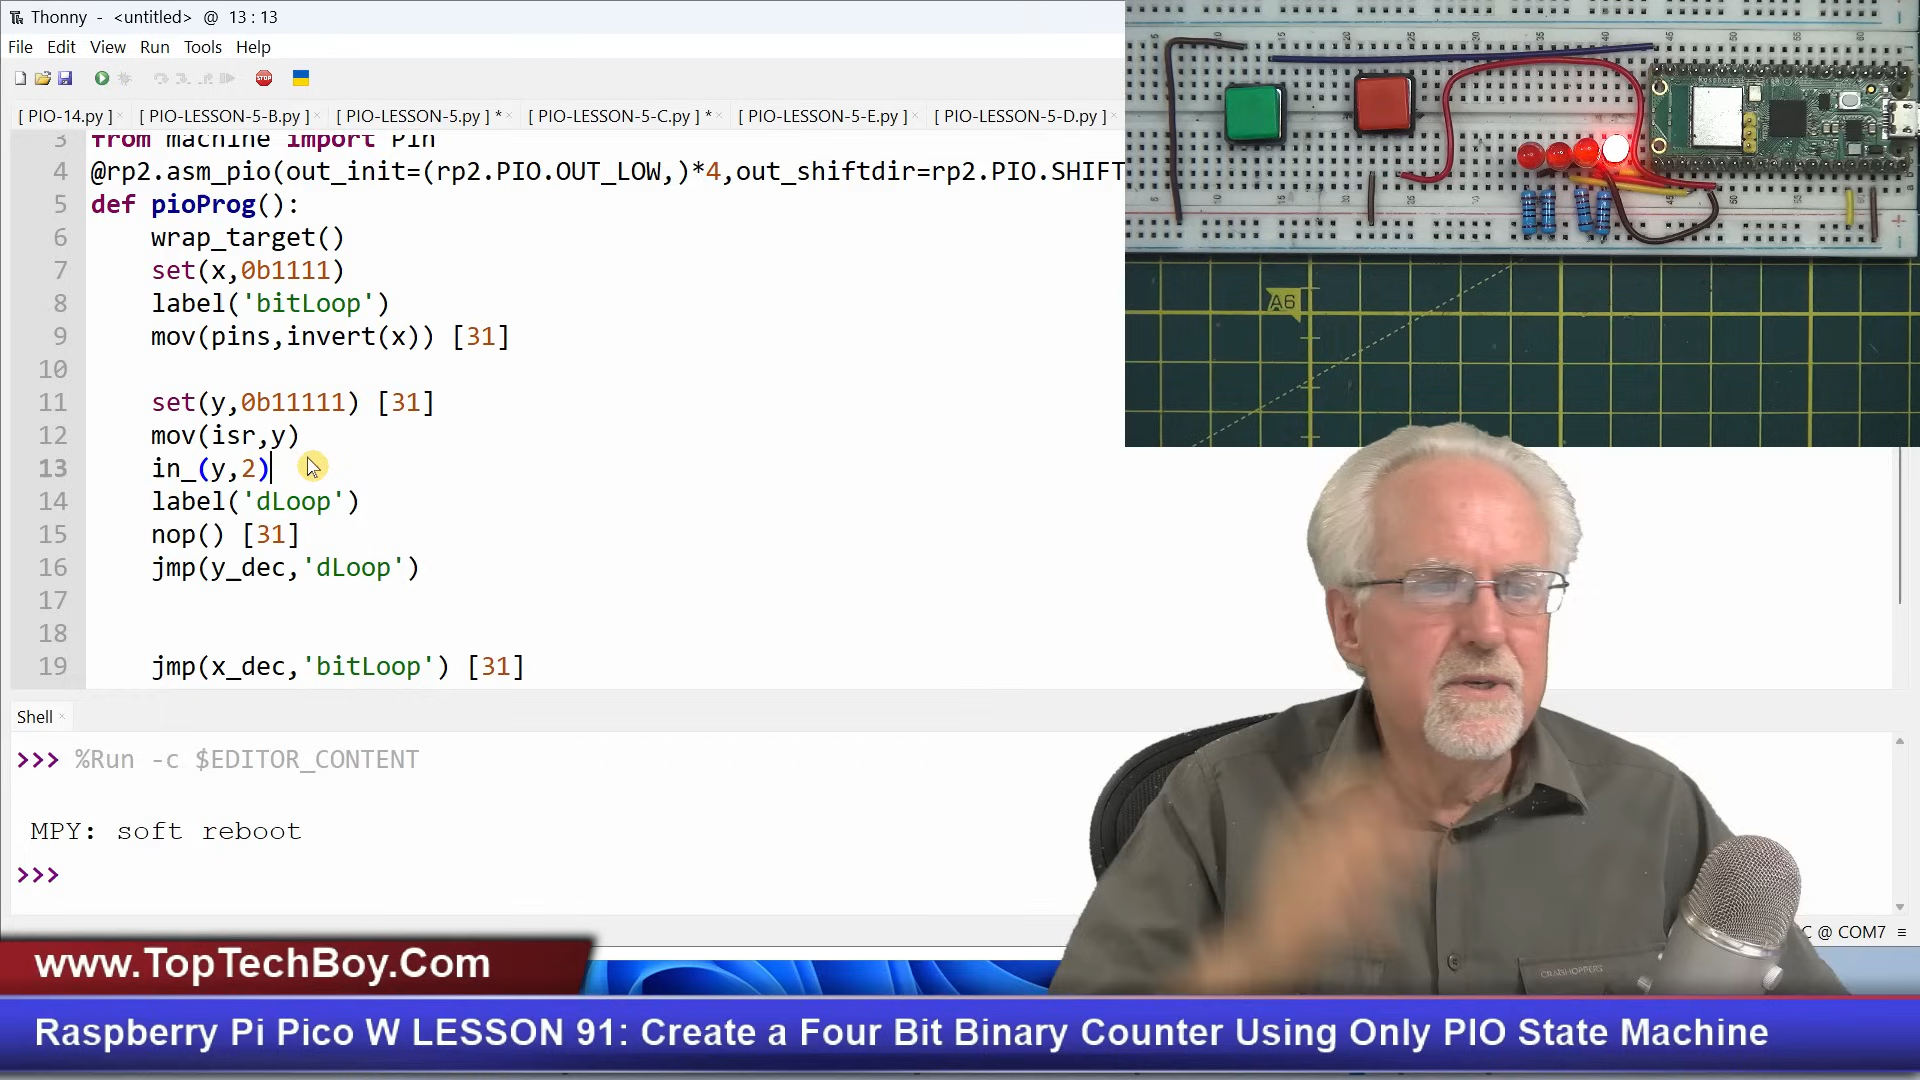 Thonny - <untitled> @ 13 : 13
File Edit View Run Tools Help
[ PIO-14.py ] [ PIO-LESSON-5-B.py ] [ PIO-LESSON-5.py ] * [ PIO-LESSON-5-C.py ] * [ PIO-LESSON-5-E.py ] [ PIO-LESSON-5-D.py ]
3 from machine import Pin
4 @rp2.asm_pio(out_init=(rp2.PIO.OUT_LOW,)*4,out_shiftdir=rp2.PIO.SHIFT
5 def pioProg():
6 wrap_target()
7 set(x,0b1111)
8 label('bitLoop')
9 mov(pins,invert(x)) [31]
10
11 set(y,0b11111) [31]
12 mov(isr,y)
13 in_(y,2)
14 label('dLoop')
15 nop() [31]
16 jmp(y_dec,'dLoop')
17
18
19 jmp(x_dec,'bitLoop') [31]
Shell
>>> %Run -c $EDITOR_CONTENT
MPY: soft reboot
>>>
C @ COM7
A6
STOP
www.TopTechBoy.Com
Raspberry Pi Pico W LESSON 91: Create a Four Bit Binary Counter Using Only PIO State Machine